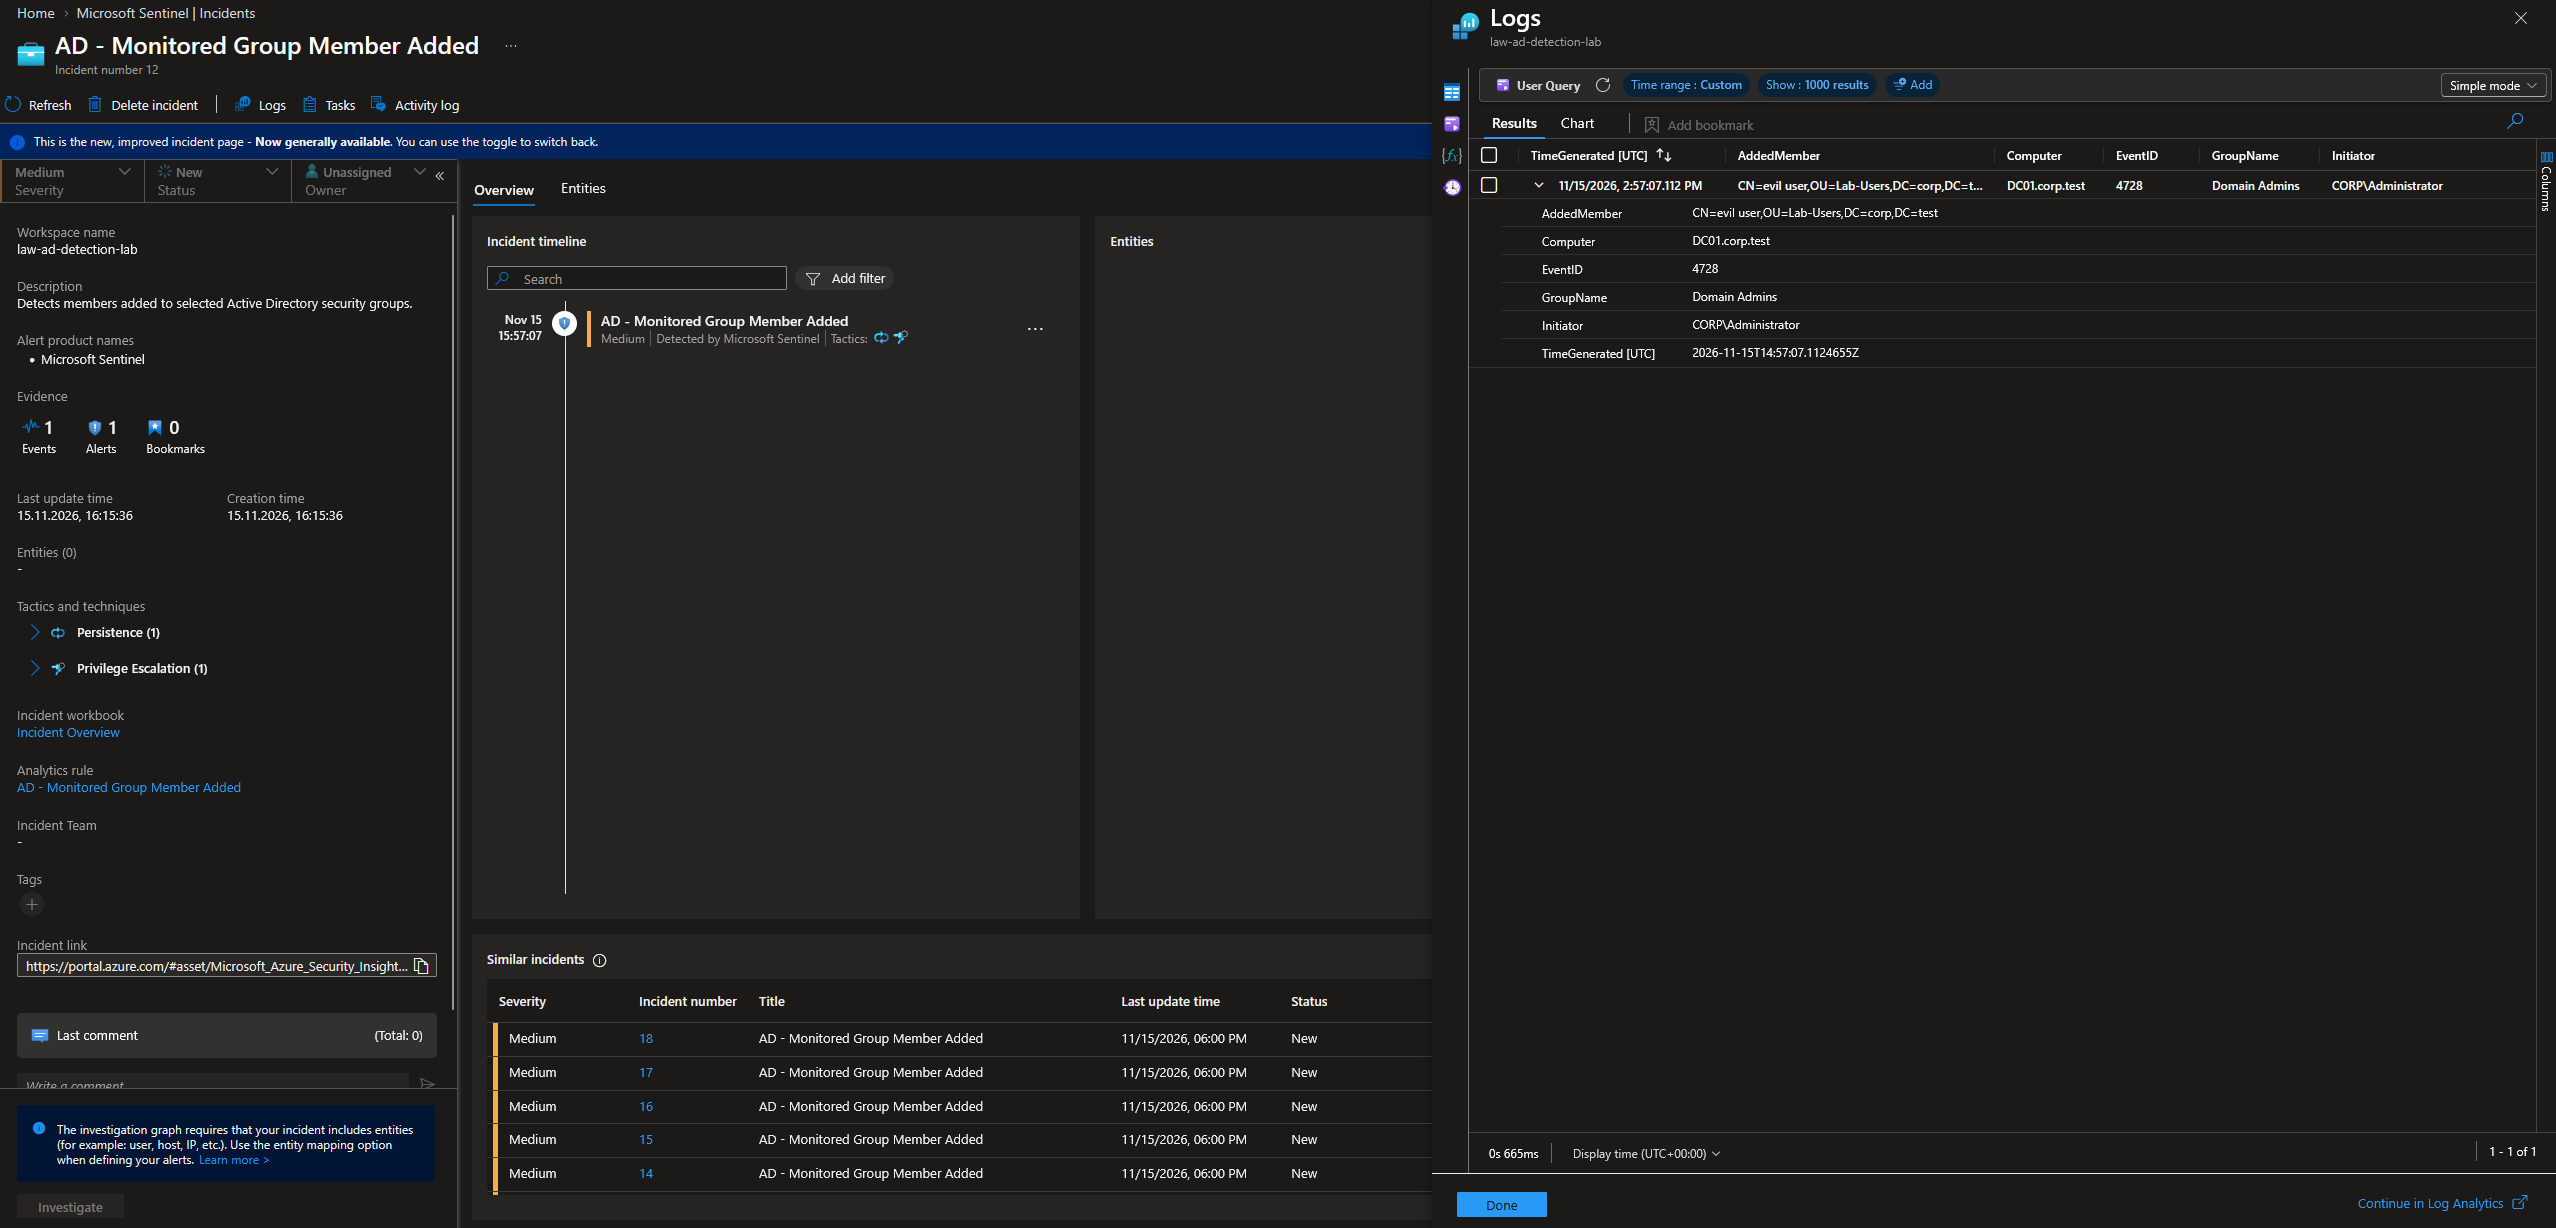 Home > Microsoft Sentinel | Incidents
AD - Monitored Group Member Added ...
Incident number 12
Refresh Delete incident Logs Tasks Activity log
This is the new, improved incident page - Now generally available. You can use the toggle to switch back.
Medium New Unassigned «
Severity Status Owner
Workspace name
law-ad-detection-lab
Description
Detects members added to selected Active Directory security groups.
Alert product names
• Microsoft Sentinel
Evidence
1 1 0
Events Alerts Bookmarks
Last update time Creation time
15.11.2026, 16:15:36 15.11.2026, 16:15:36
Entities (0)
-
Tactics and techniques
Persistence (1)
Privilege Escalation (1)
Incident workbook
Incident Overview
Analytics rule
AD - Monitored Group Member Added
Incident Team
-
Tags
+
Incident link
https://portal.azure.com/#asset/Microsoft_Azure_Security_Insight...
Last comment (Total: 0)
Write a comment
The investigation graph requires that your incident includes entities
(for example: user, host, IP, etc.). Use the entity mapping option
when defining your alerts. Learn more >
Investigate
Overview Entities
Incident timeline
Search Add filter
Nov 15
15:57:07
AD - Monitored Group Member Added ...
Medium | Detected by Microsoft Sentinel | Tactics:
Entities
Similar incidents
Severity Incident number Title Last update time Status
Medium 18 AD - Monitored Group Member Added 11/15/2026, 06:00 PM New
Medium 17 AD - Monitored Group Member Added 11/15/2026, 06:00 PM New
Medium 16 AD - Monitored Group Member Added 11/15/2026, 06:00 PM New
Medium 15 AD - Monitored Group Member Added 11/15/2026, 06:00 PM New
Medium 14 AD - Monitored Group Member Added 11/15/2026, 06:00 PM New
Logs
law-ad-detection-lab
User Query Time range : Custom Show : 1000 results Add Simple mode
Results Chart Add bookmark
TimeGenerated [UTC] AddedMember Computer EventID GroupName Initiator
11/15/2026, 2:57:07.112 PM CN=evil user,OU=Lab-Users,DC=corp,DC=t... DC01.corp.test 4728 Domain Admins CORP\Administrator
AddedMember CN=evil user,OU=Lab-Users,DC=corp,DC=test
Computer DC01.corp.test
EventID 4728
GroupName Domain Admins
Initiator CORP\Administrator
TimeGenerated [UTC] 2026-11-15T14:57:07.1124655Z
Columns
0s 665ms Display time (UTC+00:00) 1 - 1 of 1
Done Continue in Log Analytics